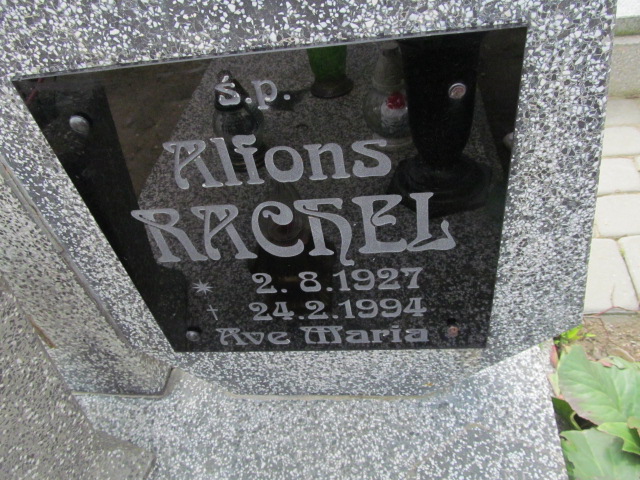 ś.p.
Alfons
RACHEL
* 2.8.1927
† 24.2.1994
Ave Maria